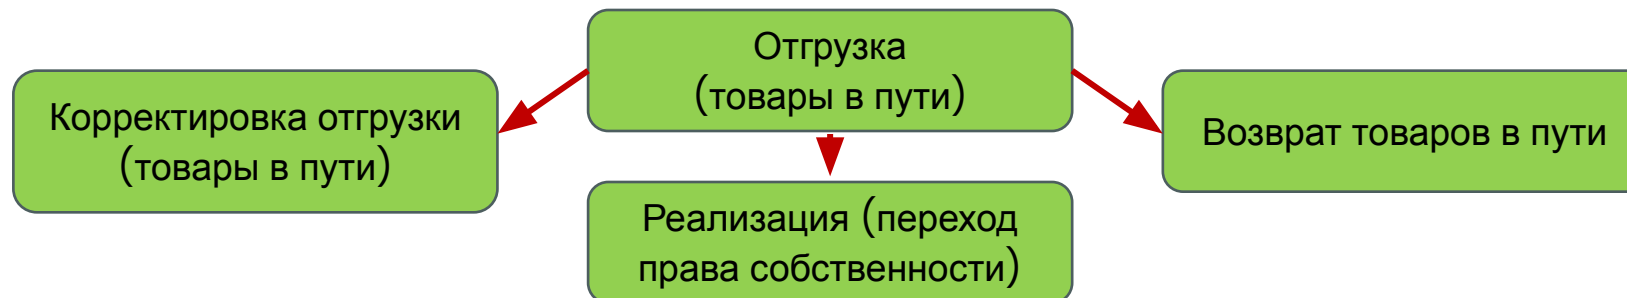 Отгрузка
(товары в пути)
Корректировка отгрузки
(товары в пути)
Возврат товаров в пути
Реализация (переход
права собственности)